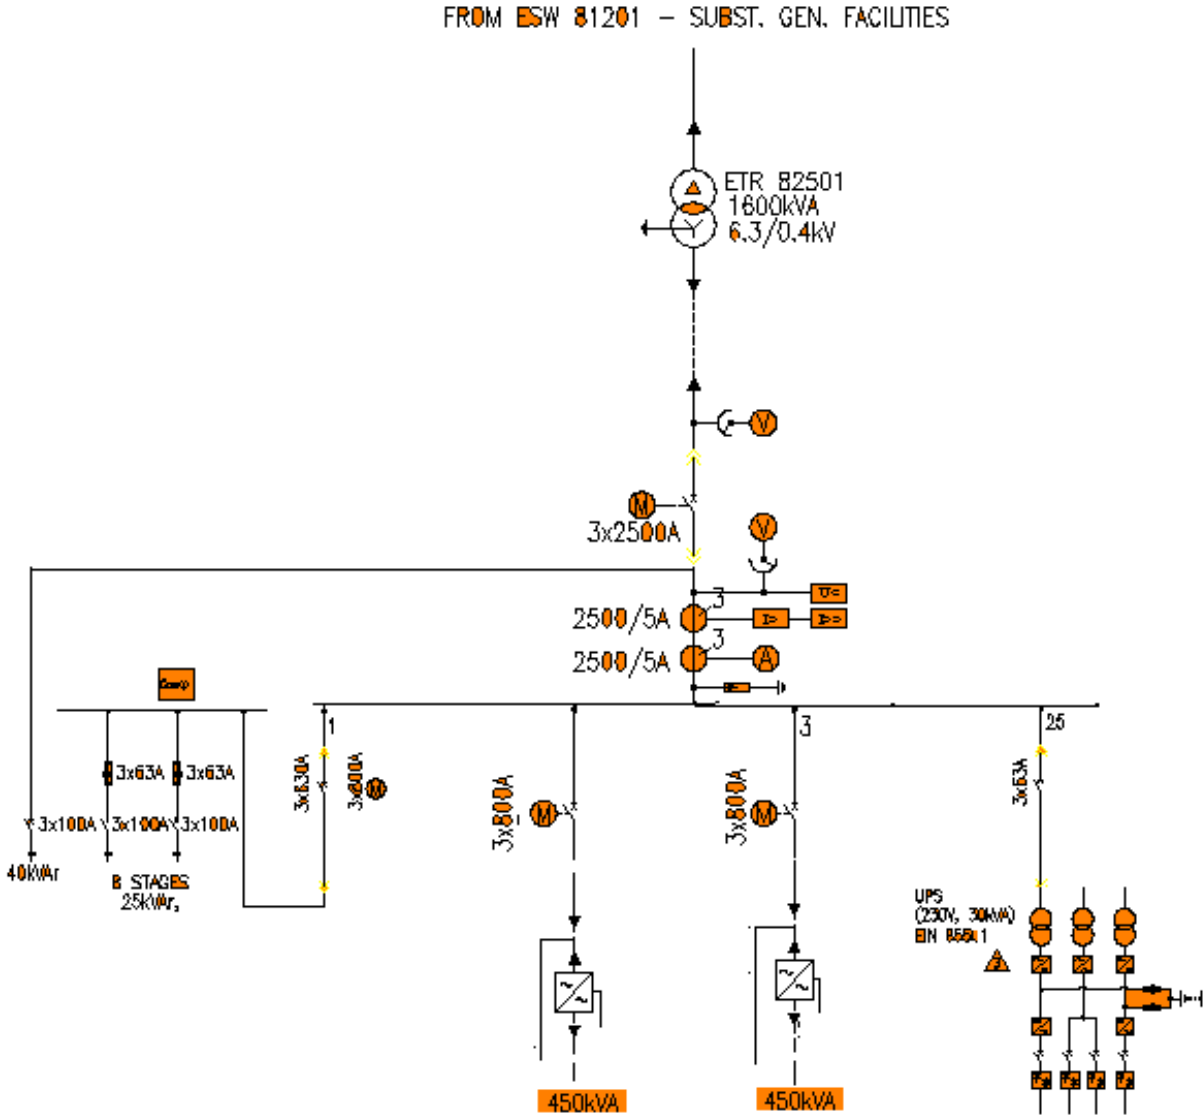 FROM ESW 81201 - SUBST. GEN. FACILITIES
ETR 82501
1600kVA
6.3/0.4kV
V
M
3x2500A
V
3
U<
2500/5A
I>
I>>
3
2500/5A
A
1
3
25
3x63A
3x63A
3x630A
3x800A
M
3x800A
M
3x800A
M
3x63A
3x100A
3x100A
3x100A
40kVAr
8 STAGES
25kVAr.
UPS
(230V, 30kVA)
3
450kVA
450kVA